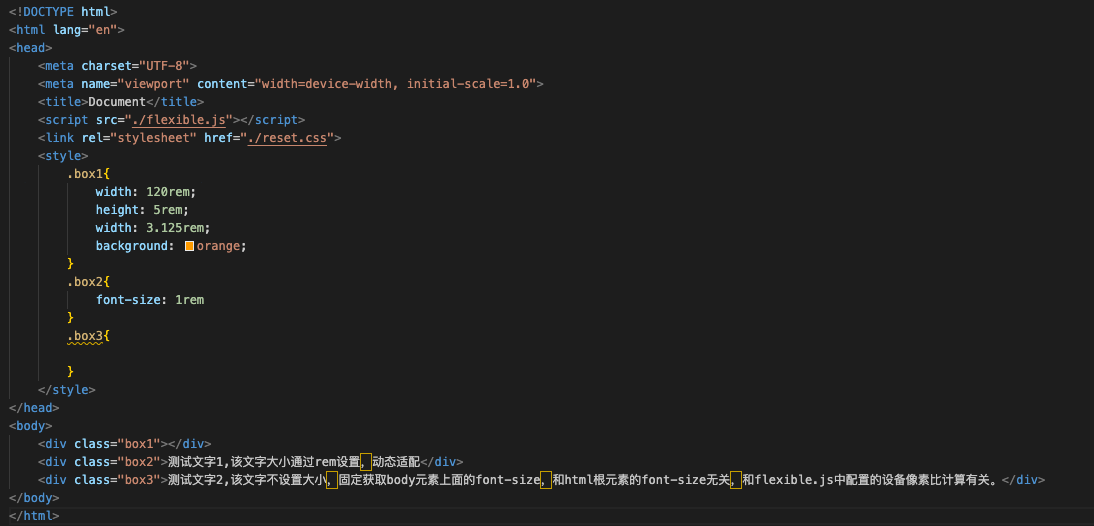 <!DOCTYPE html>
<html lang="en">
<head>
    <meta charset="UTF-8">
    <meta name="viewport" content="width=device-width, initial-scale=1.0">
    <title>Document</title>
    <script src="./flexible.js"></script>
    <link rel="stylesheet" href="./reset.css">
    <style>
        .box1{
            width: 120rem;
            height: 5rem;
            width: 3.125rem;
            background: orange;
        }
        .box2{
            font-size: 1rem
        }
        .box3{
        }
    </style>
</head>
<body>
    <div class="box1"></div>
    <div class="box2">测试文字1,该文字大小通过rem设置，动态适配</div>
    <div class="box3">测试文字2,该文字不设置大小，固定获取body元素上面的font-size，和html根元素的font-size无关，和flexible.js中配置的设备像素比计算有关。</div>
</body>
</html>